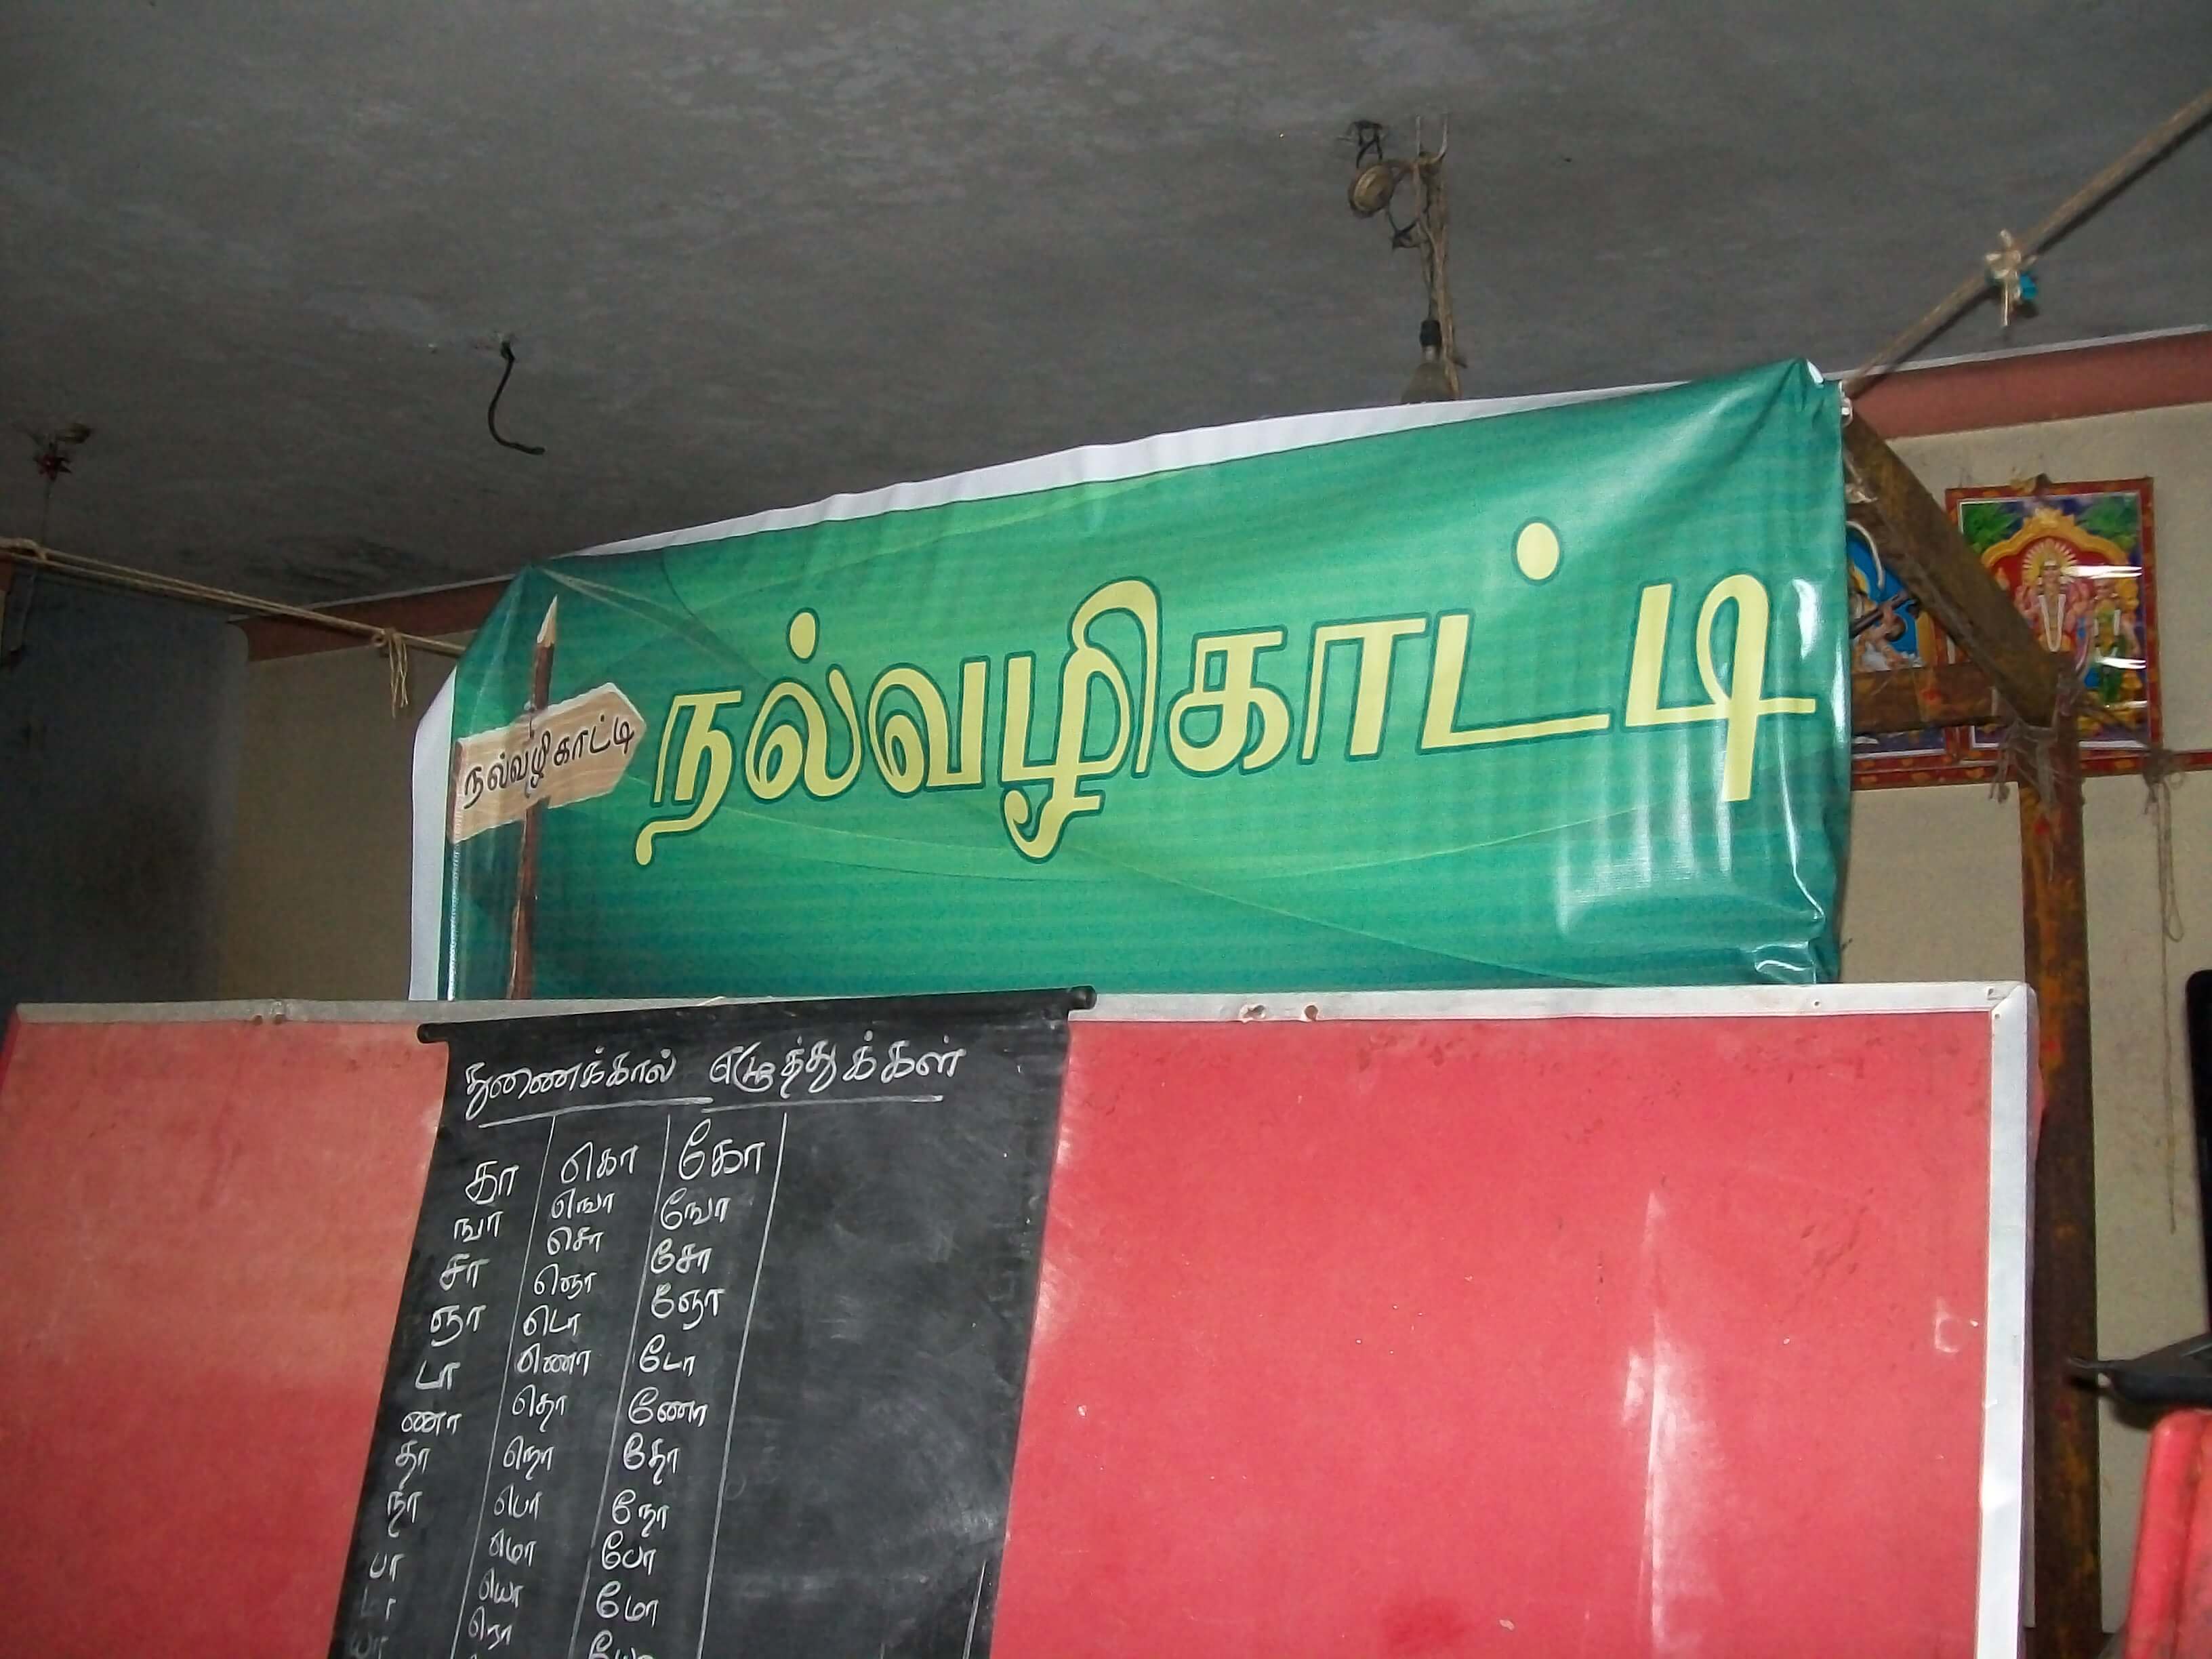 நல்வழிகாட்டி
நல்வழிகாட்டி
துணைக்கால் எழுத்துக்கள்
கா கொ கோ
ஙா ஙொ ஙோ
சா சொ சோ
ஞா ஞொ ஞோ
டா டொ டோ
ணா ணொ ணோ
தா தொ தோ
நா நொ நோ
பா பொ போ
மொ மோ
யா யொ யோ
ரொ